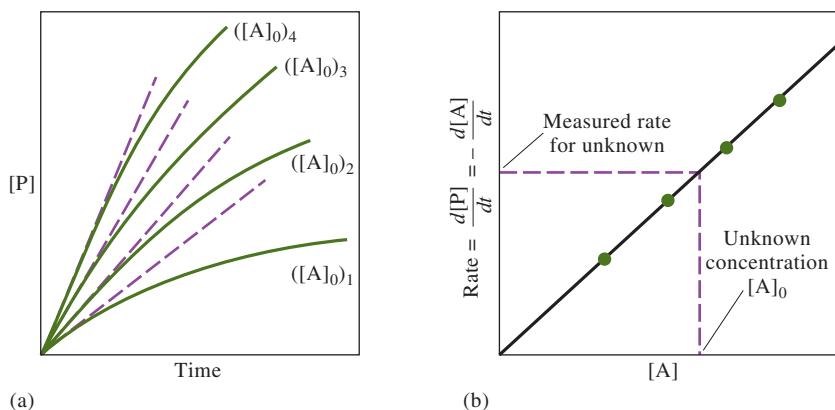 ([A]₀)₄
([A]₀)₃
([A]₀)₂
([A]₀)₁
[P]
Time
(a)
Rate = d[P]/dt = − d[A]/dt
Measured rate
for unknown
Unknown
concentration
[A]₀
[A]
(b)